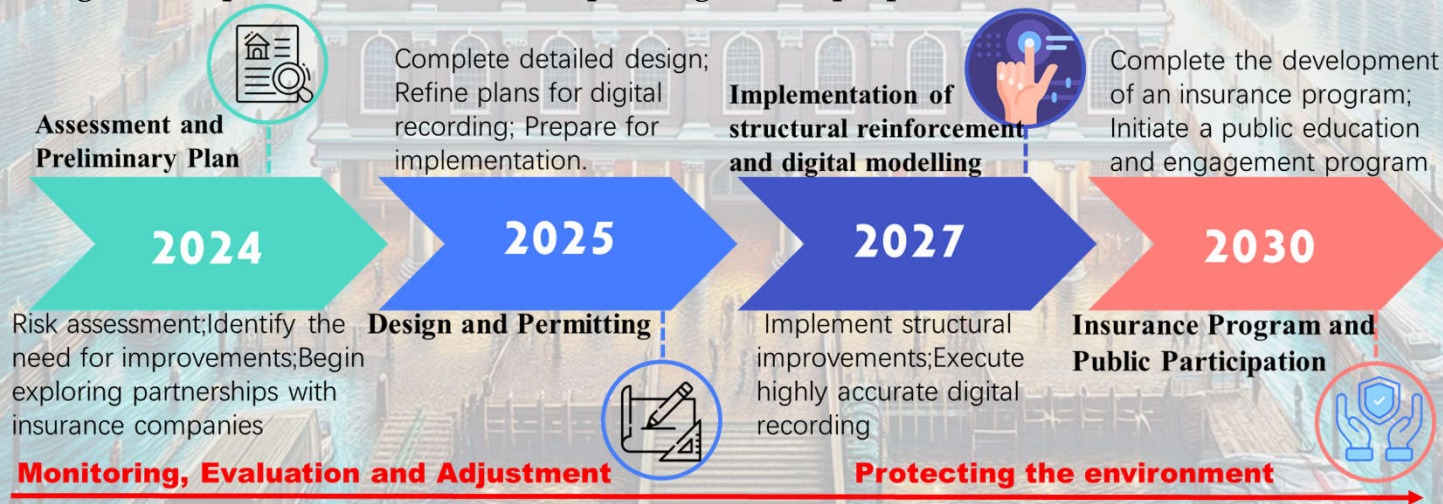 Assessment and
Preliminary Plan
2024
Risk assessment;Identify the
need for improvements;Begin
exploring partnerships with
insurance companies
Complete detailed design;
Refine plans for digital
recording; Prepare for
implementation.
2025
Design and Permitting
Implementation of
structural reinforcement
and digital modelling
2027
Implement structural
improvements;Execute
highly accurate digital
recording
Complete the development
of an insurance program;
Initiate a public education
and engagement program
2030
Insurance Program and
Public Participation
Monitoring, Evaluation and Adjustment
Protecting the environment